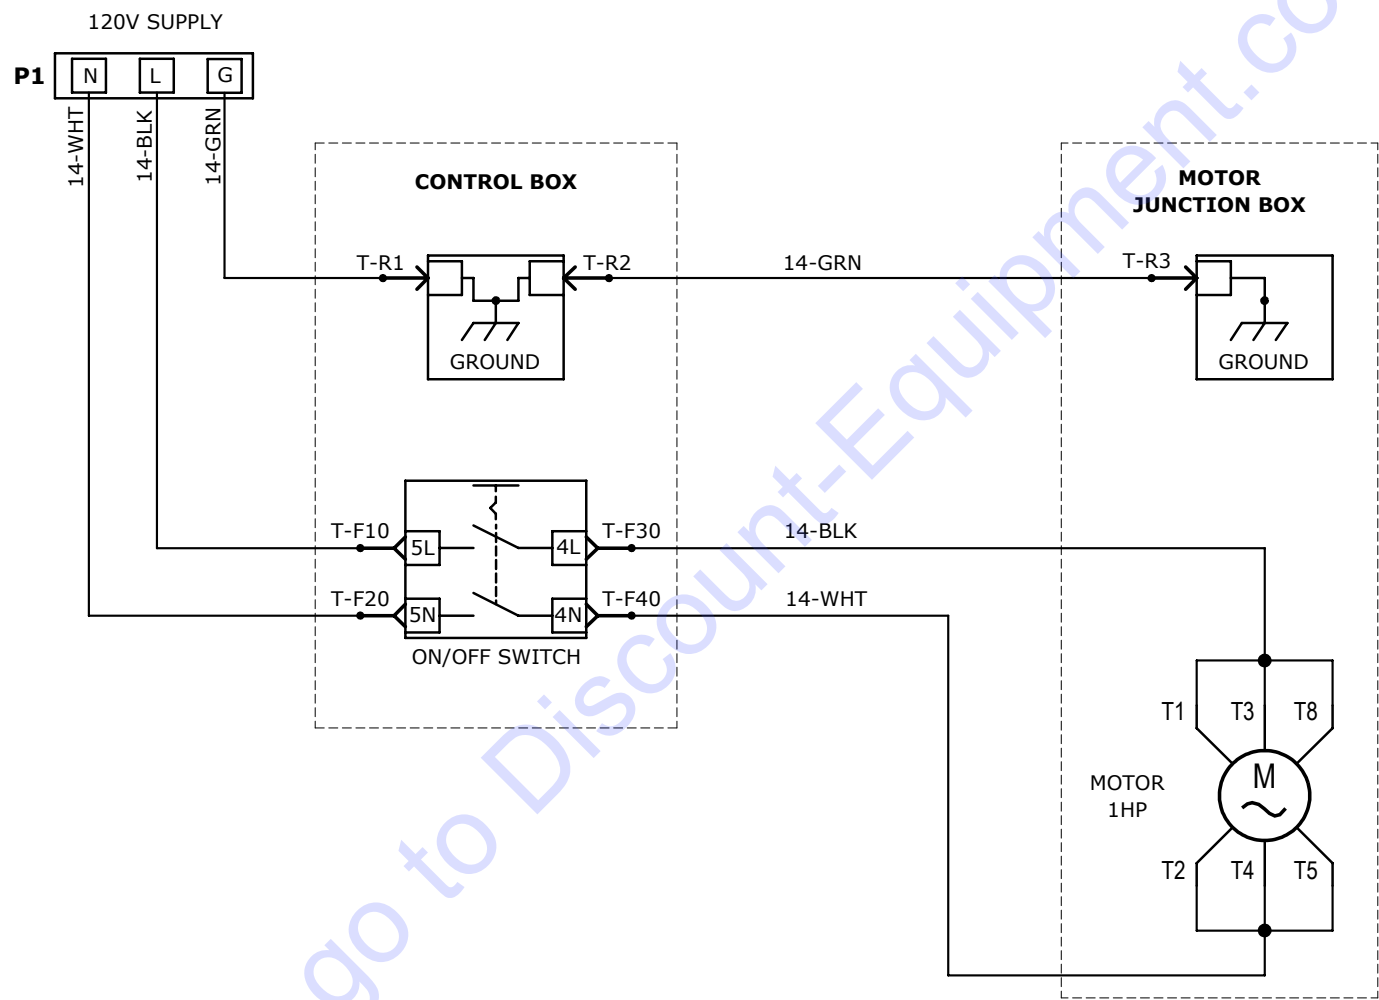 120V SUPPLY
P1
N
L
G
14-WHT
14-BLK
14-GRN
CONTROL BOX
MOTOR
JUNCTION BOX
T-R1
T-R2
14-GRN
T-R3
GROUND
GROUND
T-F10
5L
4L
T-F30
14-BLK
T-F20
5N
4N
T-F40
14-WHT
ON/OFF SWITCH
T1
T3
T8
M
MOTOR
1HP
T2
T4
T5
go to Discount-Equipment.co